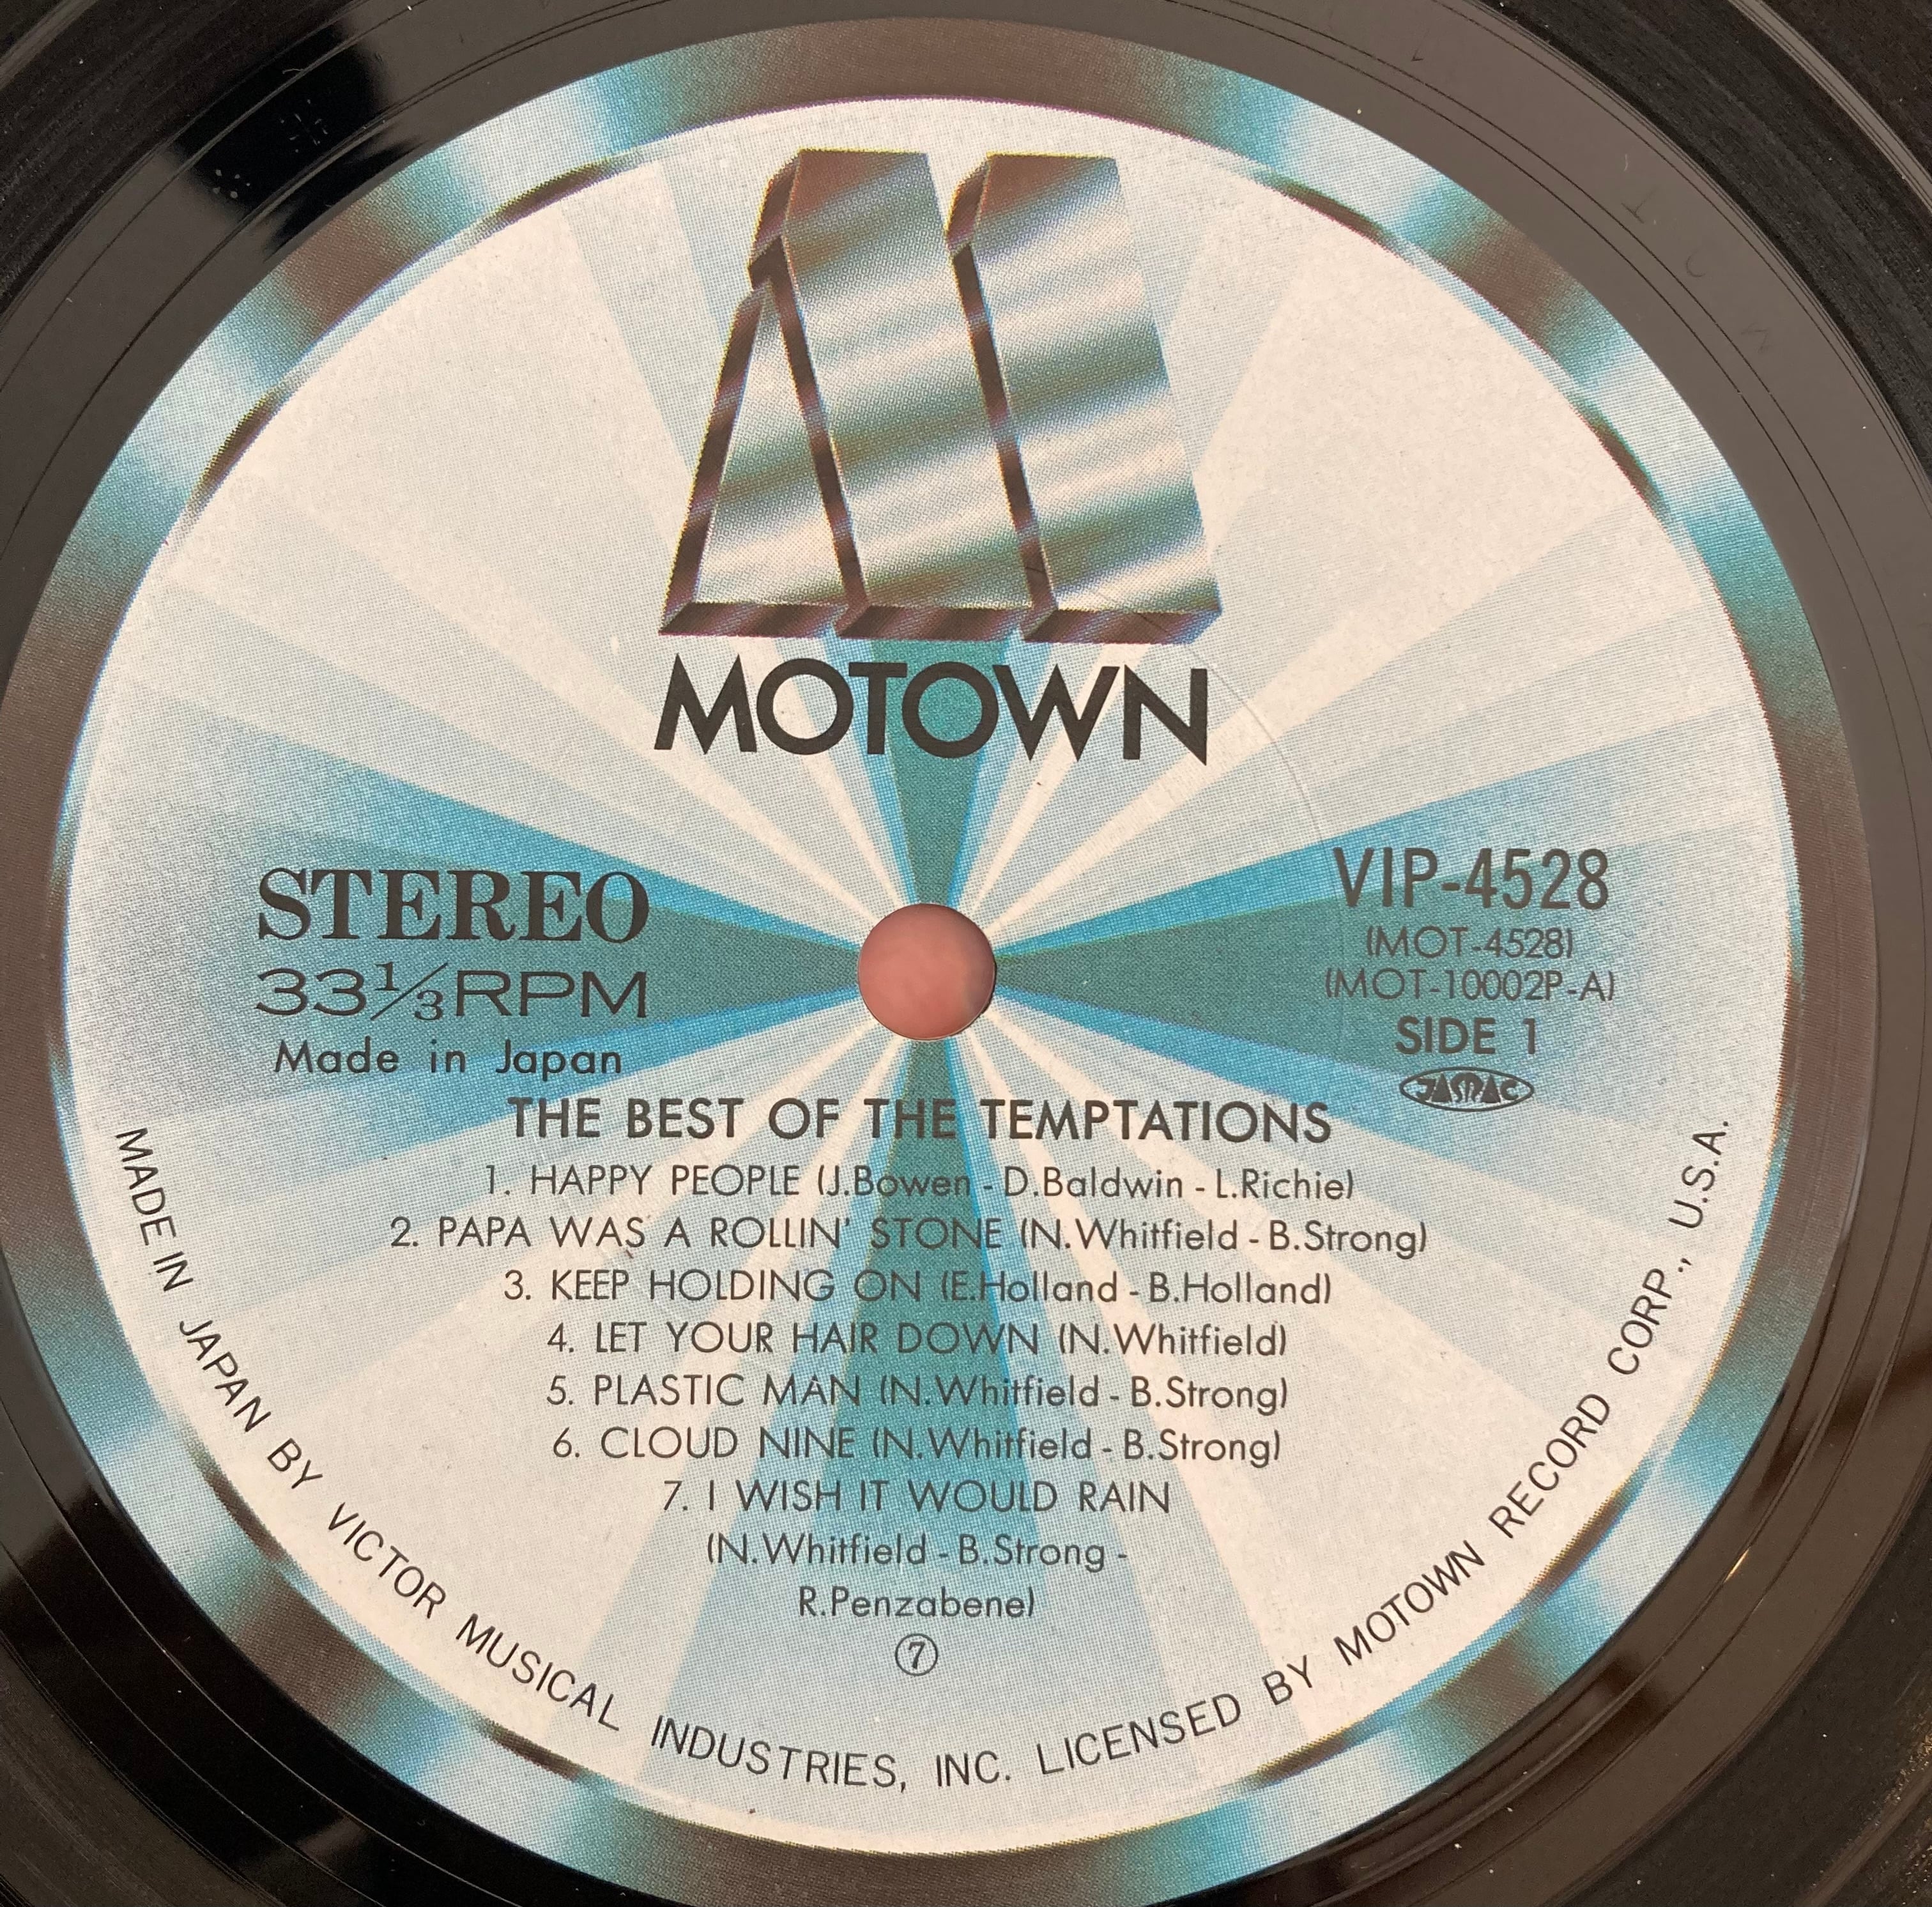 MOTOWN
STEREO
33⅓RPM
Made in Japan
VIP-4528
(MOT-4528)
(MOT-10002P-A)
SIDE 1
JASRAC
THE BEST OF THE TEMPTATIONS
1. HAPPY PEOPLE (J.Bowen - D.Baldwin - L.Richie)
2. PAPA WAS A ROLLIN' STONE (N.Whitfield - B.Strong)
3. KEEP HOLDING ON (E.Holland - B.Holland)
4. LET YOUR HAIR DOWN (N.Whitfield)
5. PLASTIC MAN (N.Whitfield - B.Strong)
6. CLOUD NINE (N.Whitfield - B.Strong)
7. I WISH IT WOULD RAIN
(N.Whitfield - B.Strong -
R.Penzabene)
⑦
MADE IN JAPAN BY VICTOR MUSICAL INDUSTRIES, INC. LICENSED BY MOTOWN RECORD CORP., U.S.A.